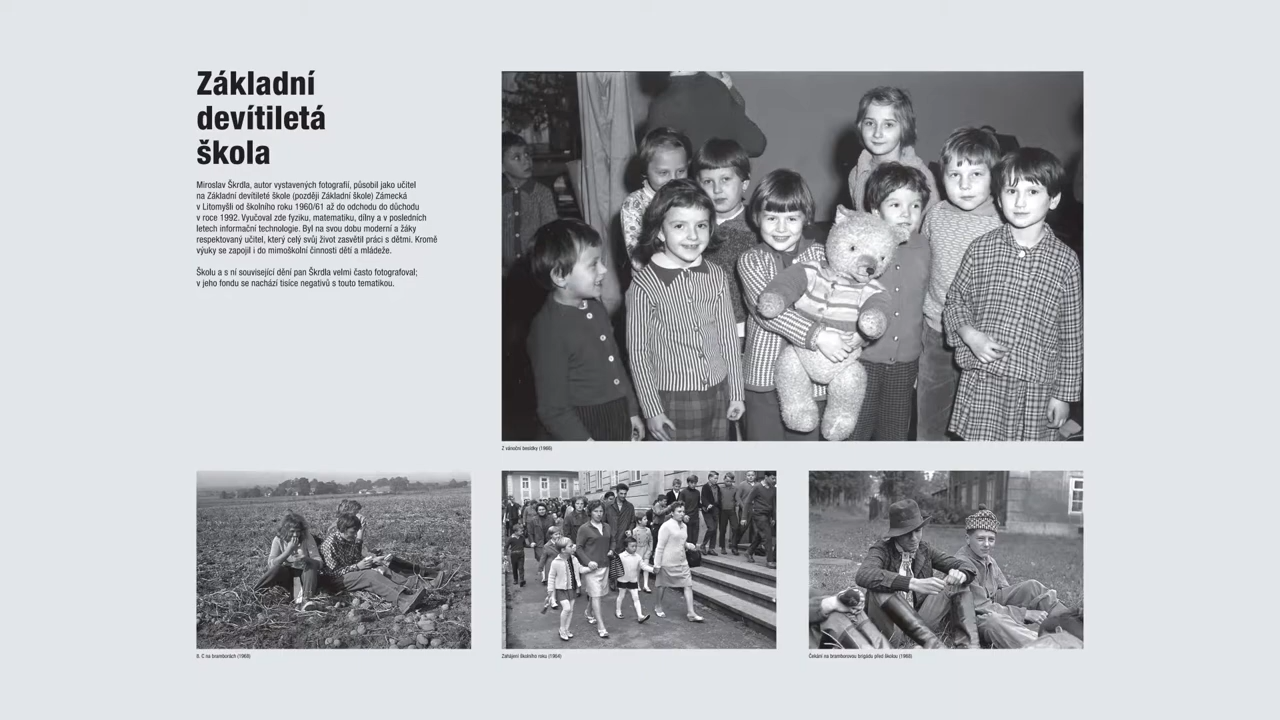 Základní
devítiletá
škola
Miroslav Škrdla, autor vystavených fotografií, působil jako učitel
na Základní devítileté škole (později Základní škole) Zámecká
v Litomyšli od školního roku 1960/61 až do odchodu do důchodu
v roce 1992. Vyučoval zde fyziku, matematiku, dílny a v posledních
letech informační technologie. Byl na svou dobu moderní a žáky
respektovaný učitel, který celý svůj život zasvětil práci s dětmi. Kromě
výuky se zapojil i do mimoškolní činnosti dětí a mládeže.
Školu a s ní související dění pan Škrdla velmi často fotografoval;
v jeho fondu se nachází tisíce negativů s touto tematikou.
Z vánoční besídky (1966)
8. C na bramborách (1968)
Zahájení školního roku (1964)
Čekání na bramborovou brigádu před školou (1968)